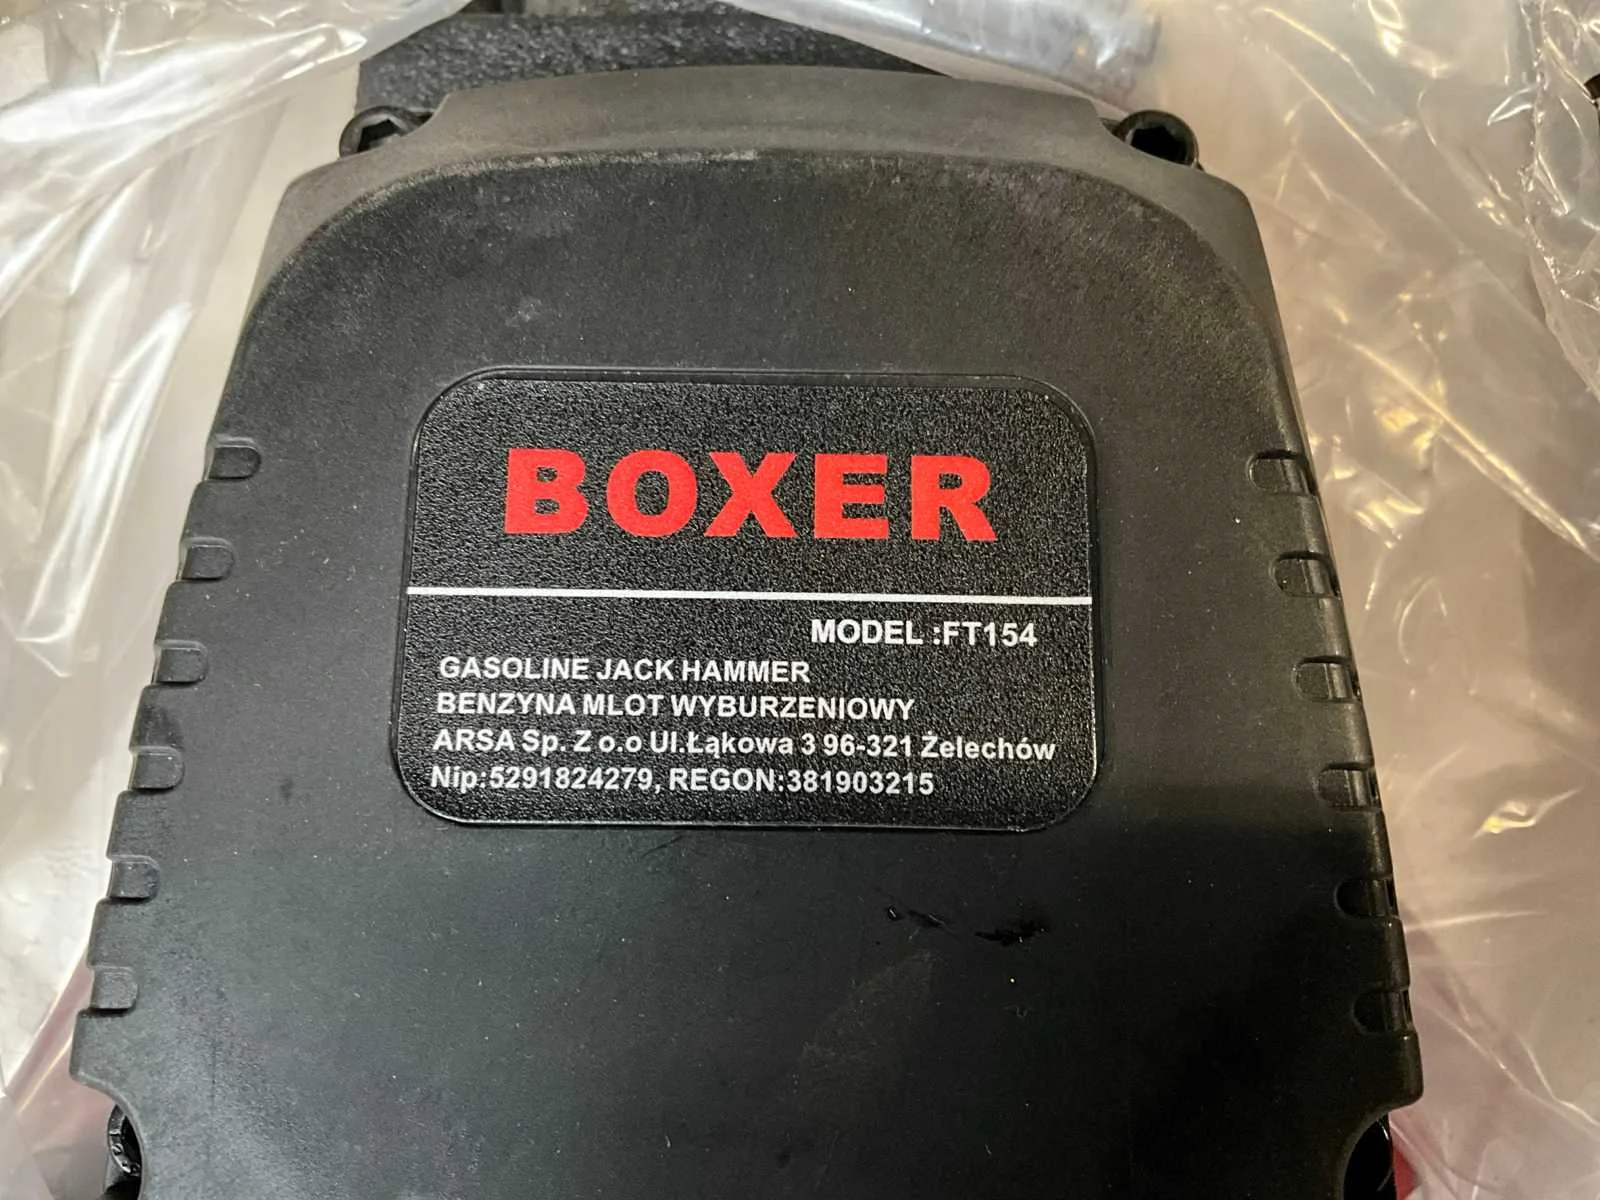 BOXER
MODEL :FT154
GASOLINE JACK HAMMER
BENZYNA MLOT WYBURZENIOWY
ARSA Sp. Z o.o Ul.Łąkowa 3 96-321 Żelechów
Nip:5291824279, REGON:381903215